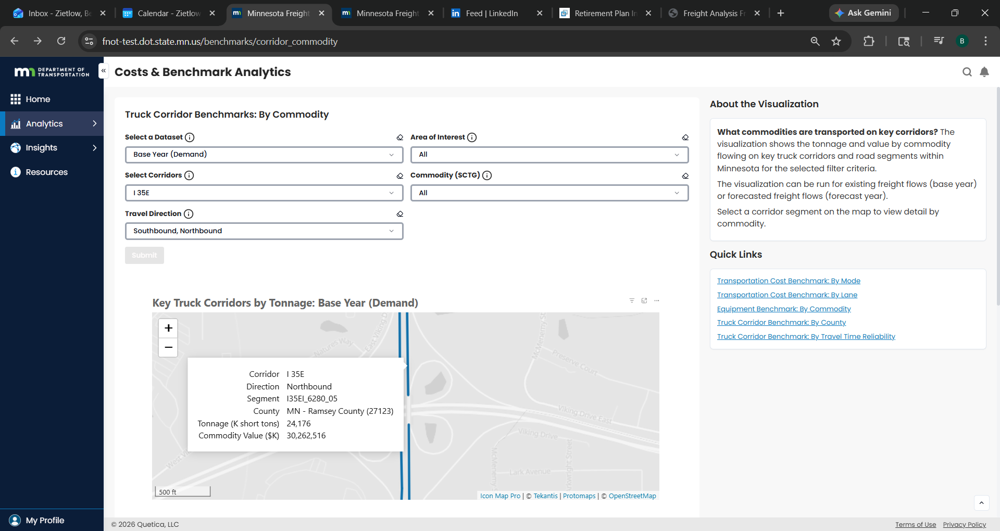 Inbox - Zietlow, Be
Calendar - Zietlow
Minnesota Freight
Minnesota Freight
Feed | LinkedIn
Retirement Plan In
Freight Analysis Fr
Ask Gemini
fnot-test.dot.state.mn.us/benchmarks/corridor_commodity
B
DEPARTMENT OF
TRANSPORTATION
Home
Analytics
Insights
Resources
My Profile
Costs & Benchmark Analytics
Truck Corridor Benchmarks: By Commodity
Select a Dataset
Base Year (Demand)
Area of Interest
All
Select Corridors
I 35E
Commodity (SCTG)
All
Travel Direction
Southbound, Northbound
Submit
Key Truck Corridors by Tonnage: Base Year (Demand)
+
−
Natures Way
East Vikings D
McMenemy St
Preserve Court
Viking Drive East
Viking Drive
McMenemy S
Arkwright Street
Lark Avenue
West Vi
Corridor I 35E
Direction Northbound
Segment I35EI_6280_05
County MN - Ramsey County (27123)
Tonnage (K short tons) 24,176
Commodity Value ($K) 30,262,516
500 ft
Icon Map Pro | © Tekantis | Protomaps | © OpenStreetMap
About the Visualization
What commodities are transported on key corridors? The
visualization shows the tonnage and value by commodity
flowing on key truck corridors and road segments within
Minnesota for the selected filter criteria.
The visualization can be run for existing freight flows (base year)
or forecasted freight flows (forecast year).
Select a corridor segment on the map to view detail by
commodity.
Quick Links
Transportation Cost Benchmark: By Mode
Transportation Cost Benchmark: By Lane
Equipment Benchmark: By Commodity
Truck Corridor Benchmark: By County
Truck Corridor Benchmark: By Travel Time Reliability
© 2026 Quetica, LLC
Terms of Use
Privacy Policy